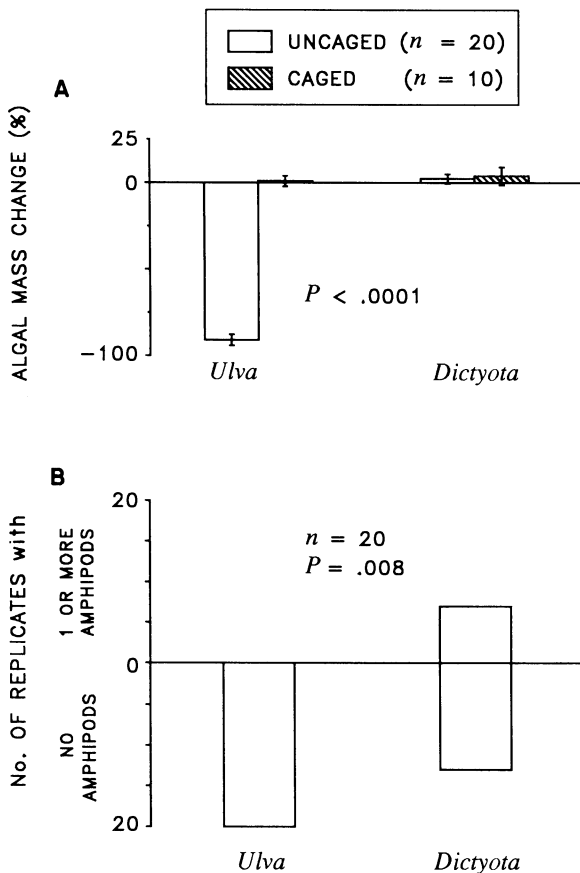 UNCAGED (n = 20)
CAGED (n = 10)
A
ALGAL MASS CHANGE (%)
25
0
-100
P < .0001
Ulva Dictyota
B
No. OF REPLICATES with
1 OR MORE
AMPHIPODS
NO
AMPHIPODS
20
0
20
n = 20
P = .008
Ulva Dictyota